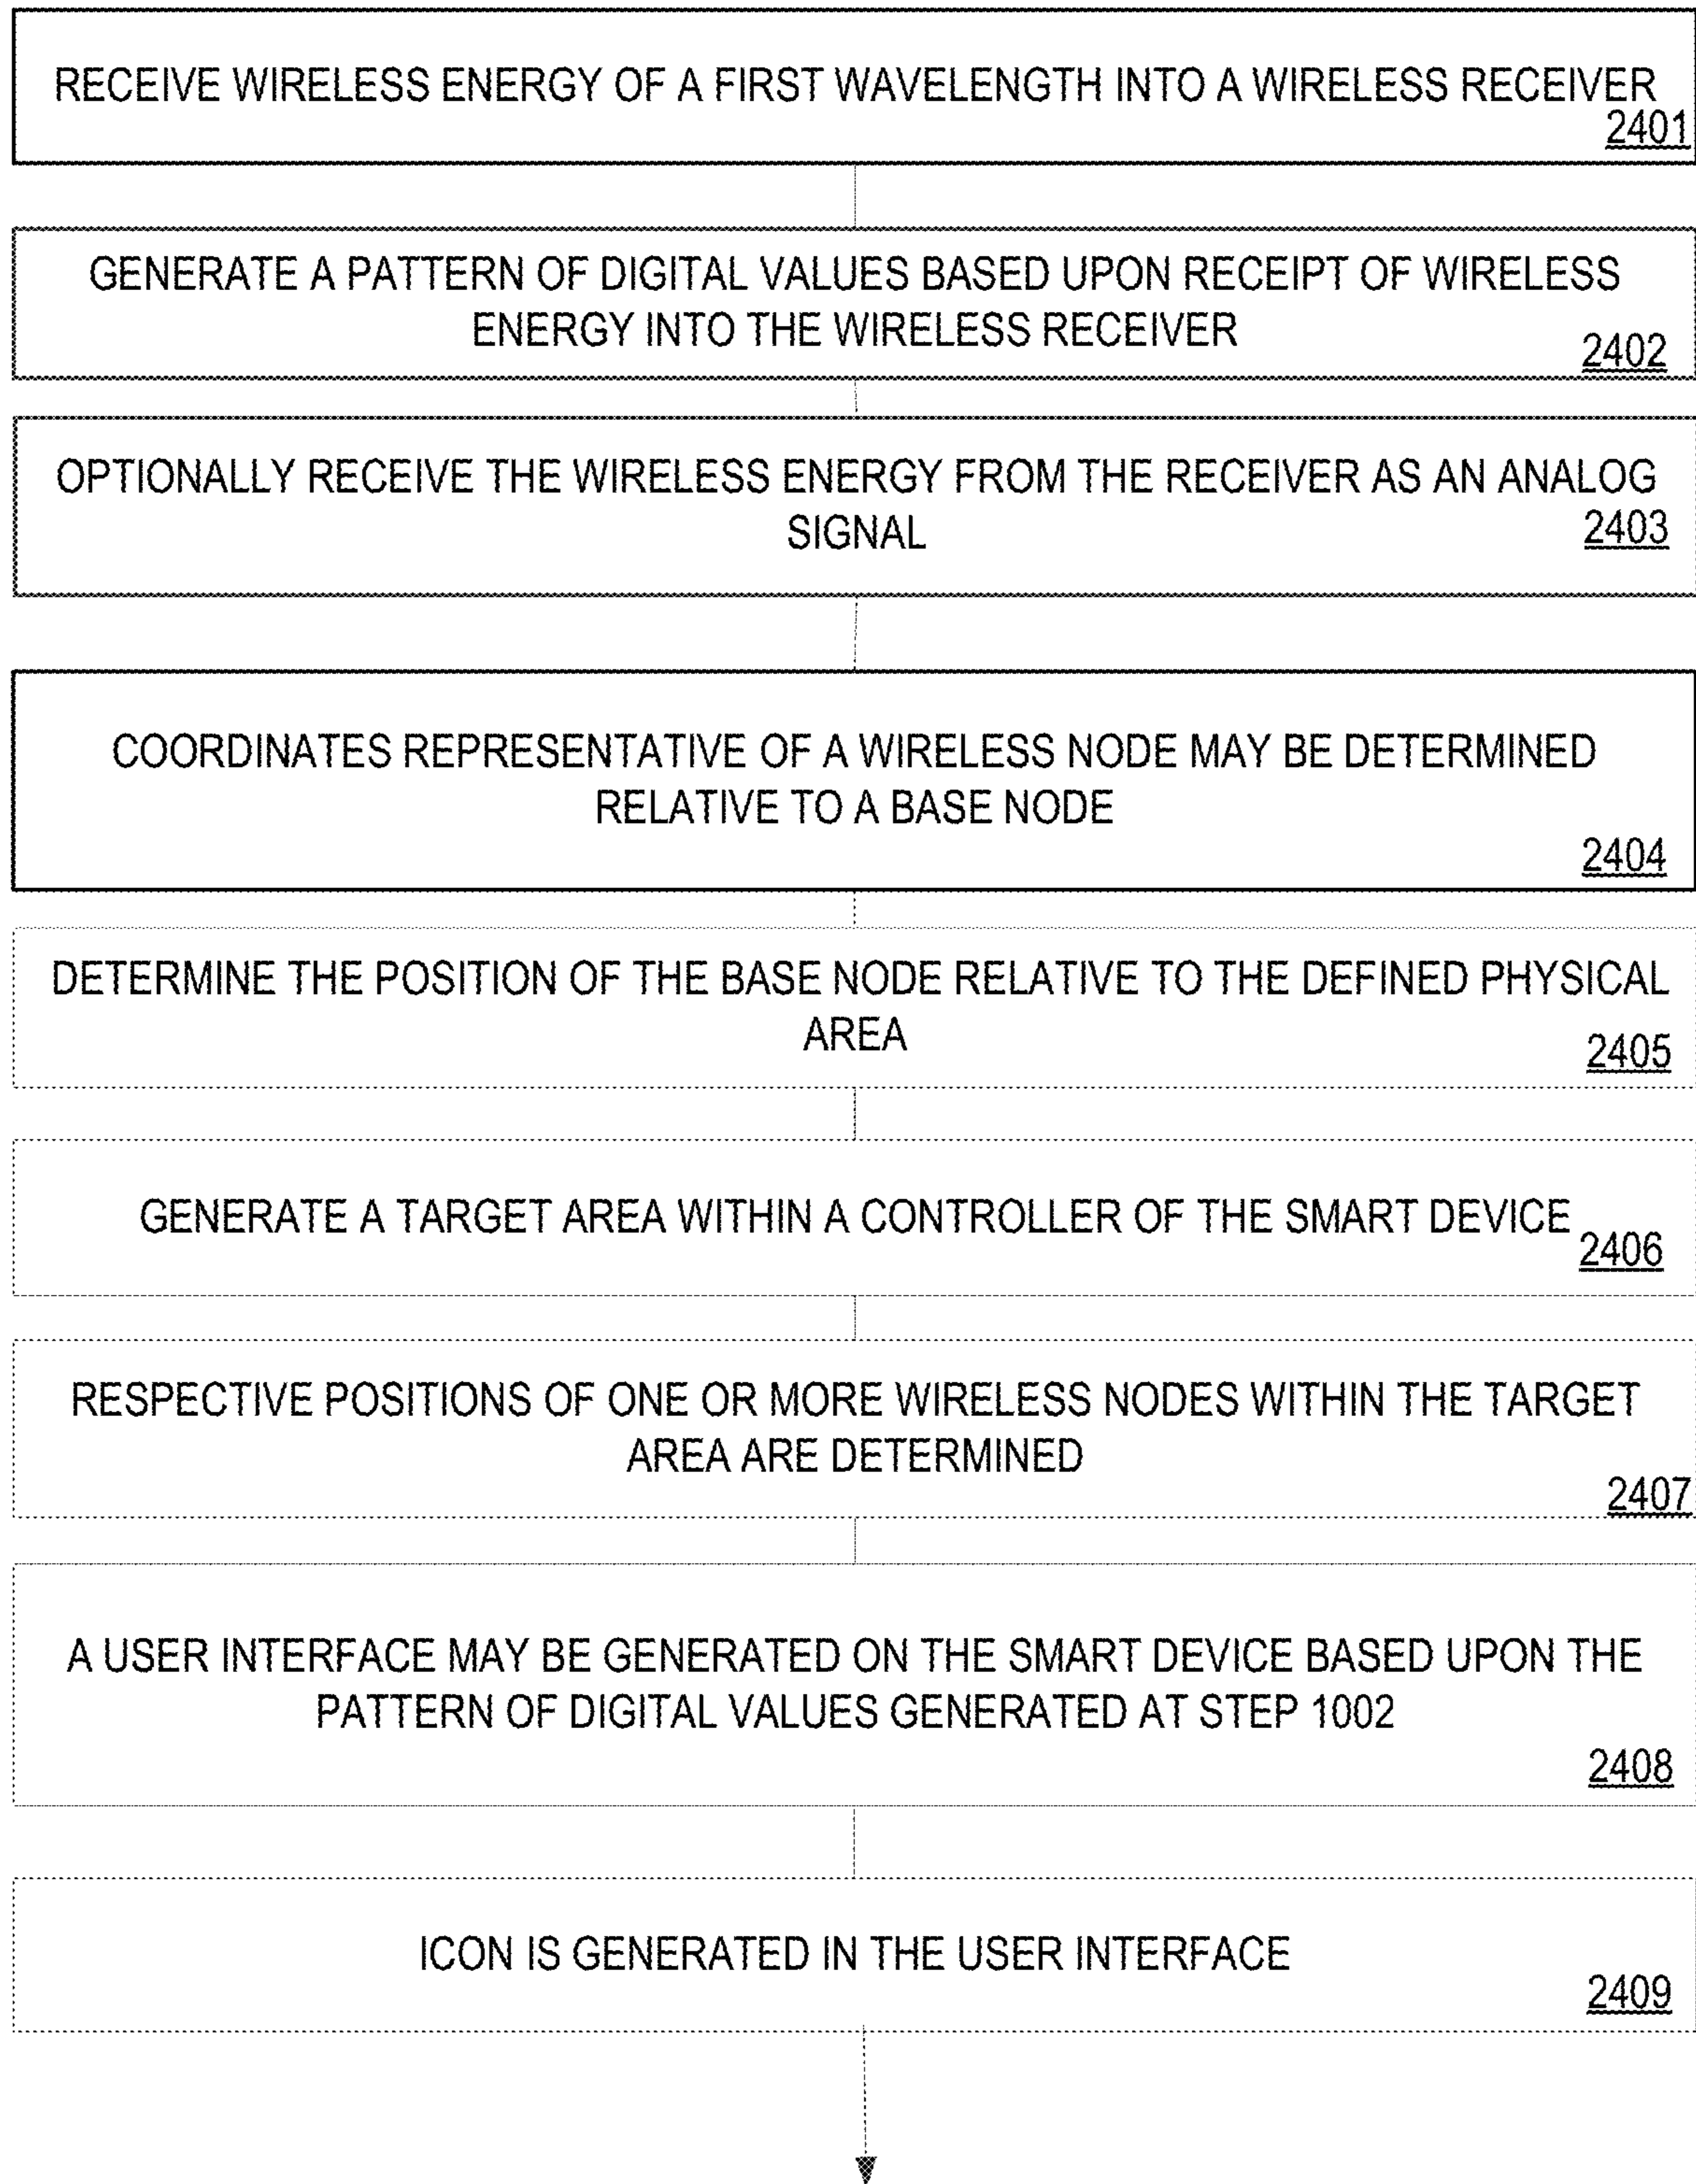 RECEIVE WIRELESS ENERGY OF A FIRST WAVELENGTH INTO A WIRELESS RECEIVER
2401
GENERATE A PATTERN OF DIGITAL VALUES BASED UPON RECEIPT OF WIRELESS
ENERGY INTO THE WIRELESS RECEIVER
2402
OPTIONALLY RECEIVE THE WIRELESS ENERGY FROM THE RECEIVER AS AN ANALOG
SIGNAL
2403
COORDINATES REPRESENTATIVE OF A WIRELESS NODE MAY BE DETERMINED
RELATIVE TO A BASE NODE
2404
DETERMINE THE POSITION OF THE BASE NODE RELATIVE TO THE DEFINED PHYSICAL
AREA
2405
GENERATE A TARGET AREA WITHIN A CONTROLLER OF THE SMART DEVICE
2406
RESPECTIVE POSITIONS OF ONE OR MORE WIRELESS NODES WITHIN THE TARGET
AREA ARE DETERMINED
2407
A USER INTERFACE MAY BE GENERATED ON THE SMART DEVICE BASED UPON THE
PATTERN OF DIGITAL VALUES GENERATED AT STEP 1002
2408
ICON IS GENERATED IN THE USER INTERFACE
2409